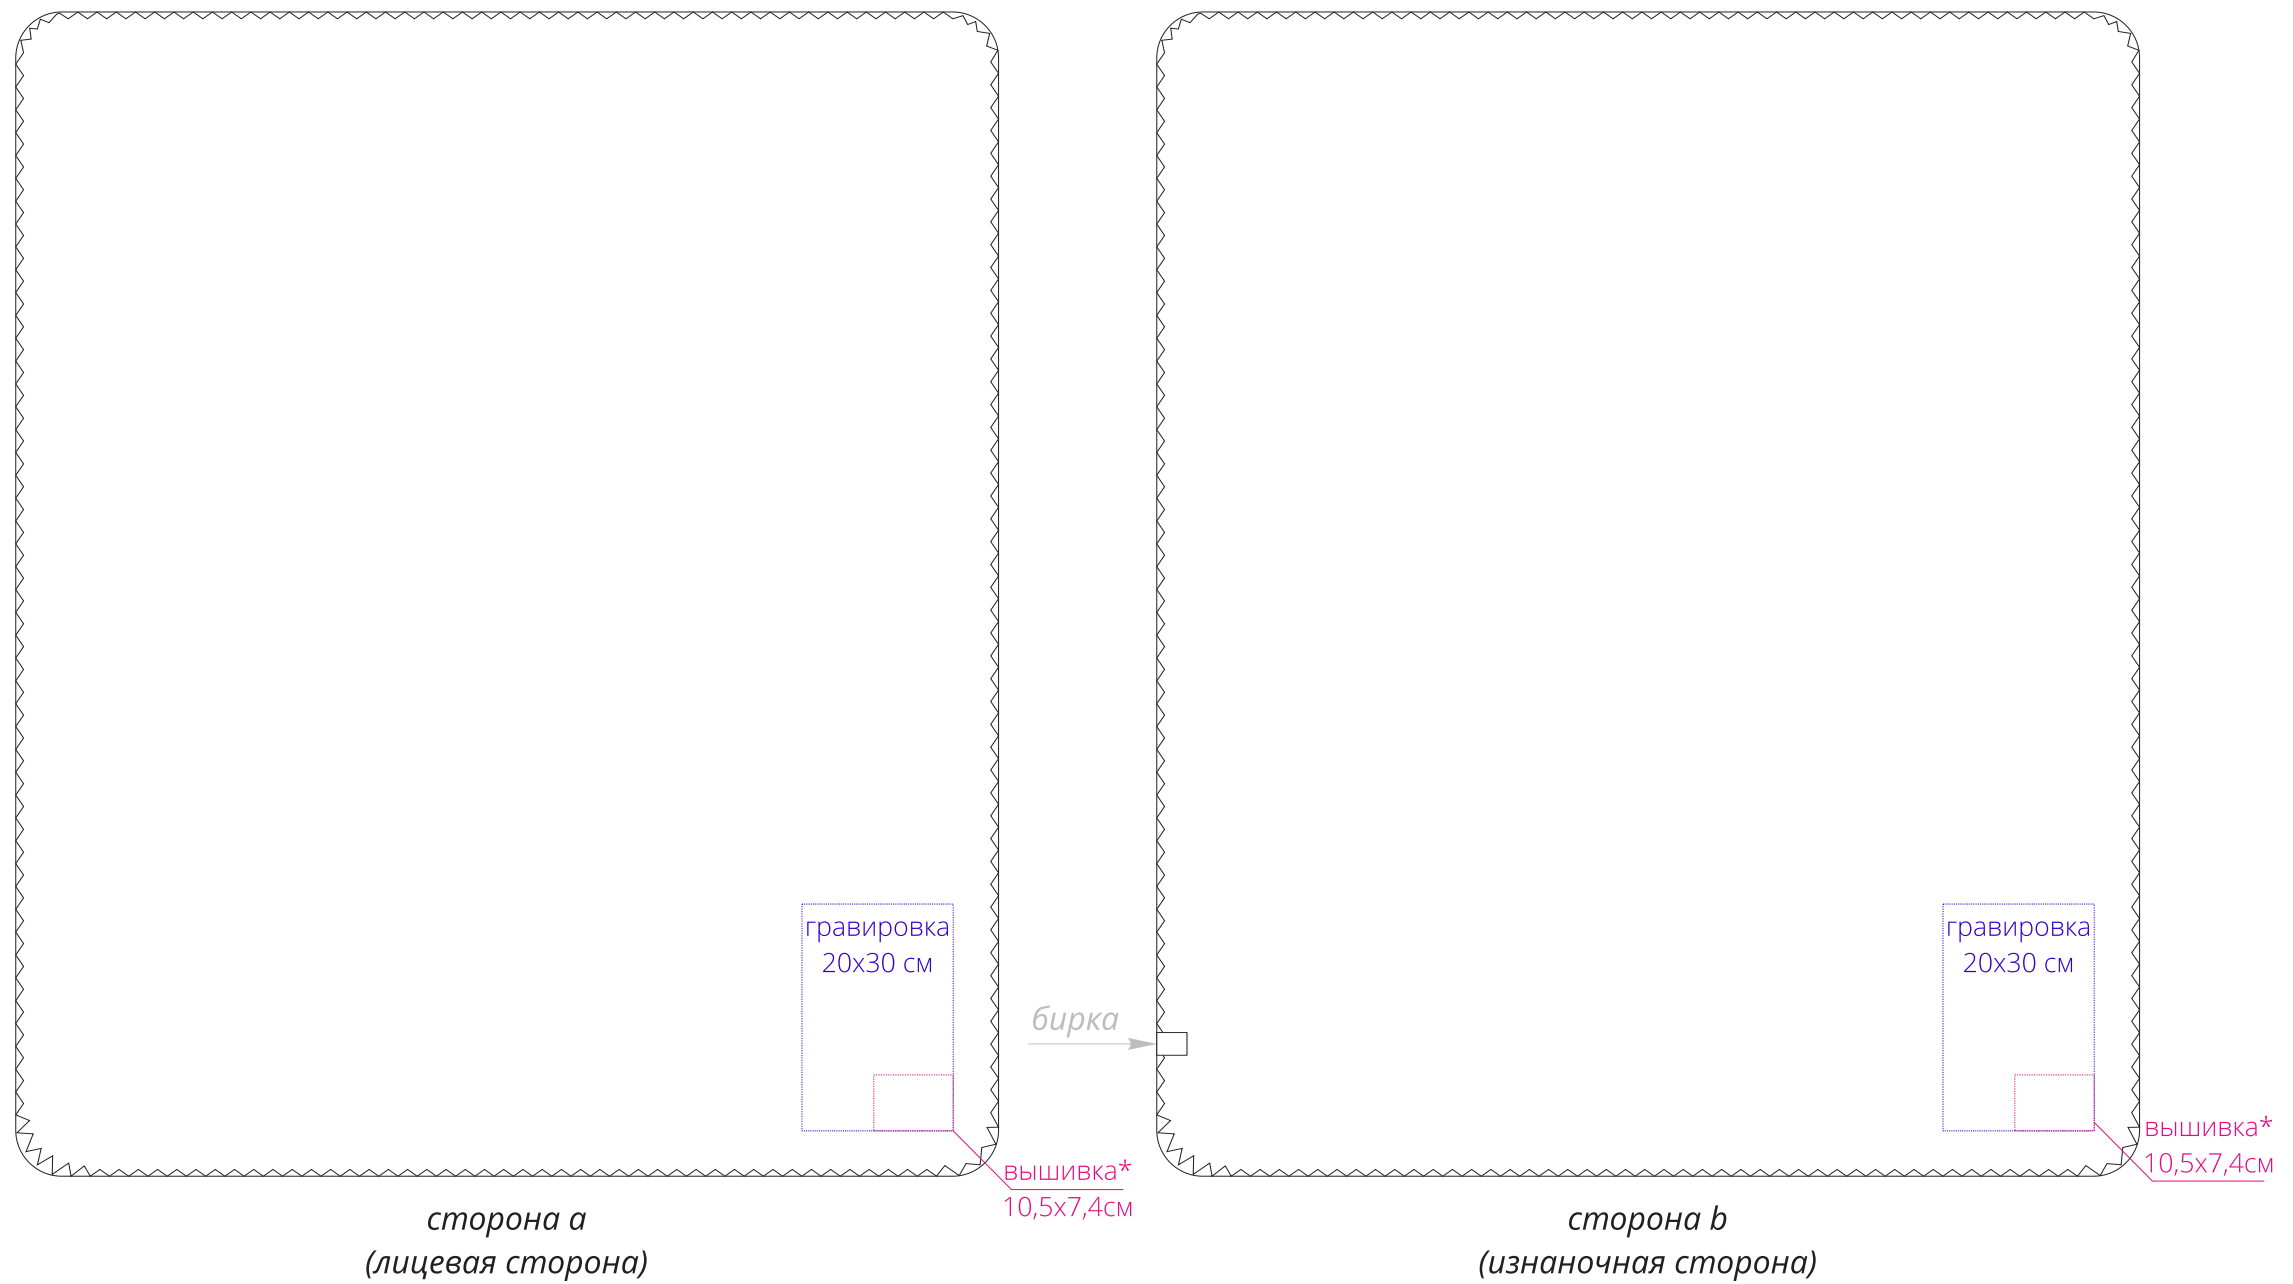 гравировка
20х30 см
вышивка*
10,5х7,4см
сторона a
(лицевая сторона)
бирка
гравировка
20х30 см
вышивка*
10,5х7,4см
сторона b
(изнаночная сторона)